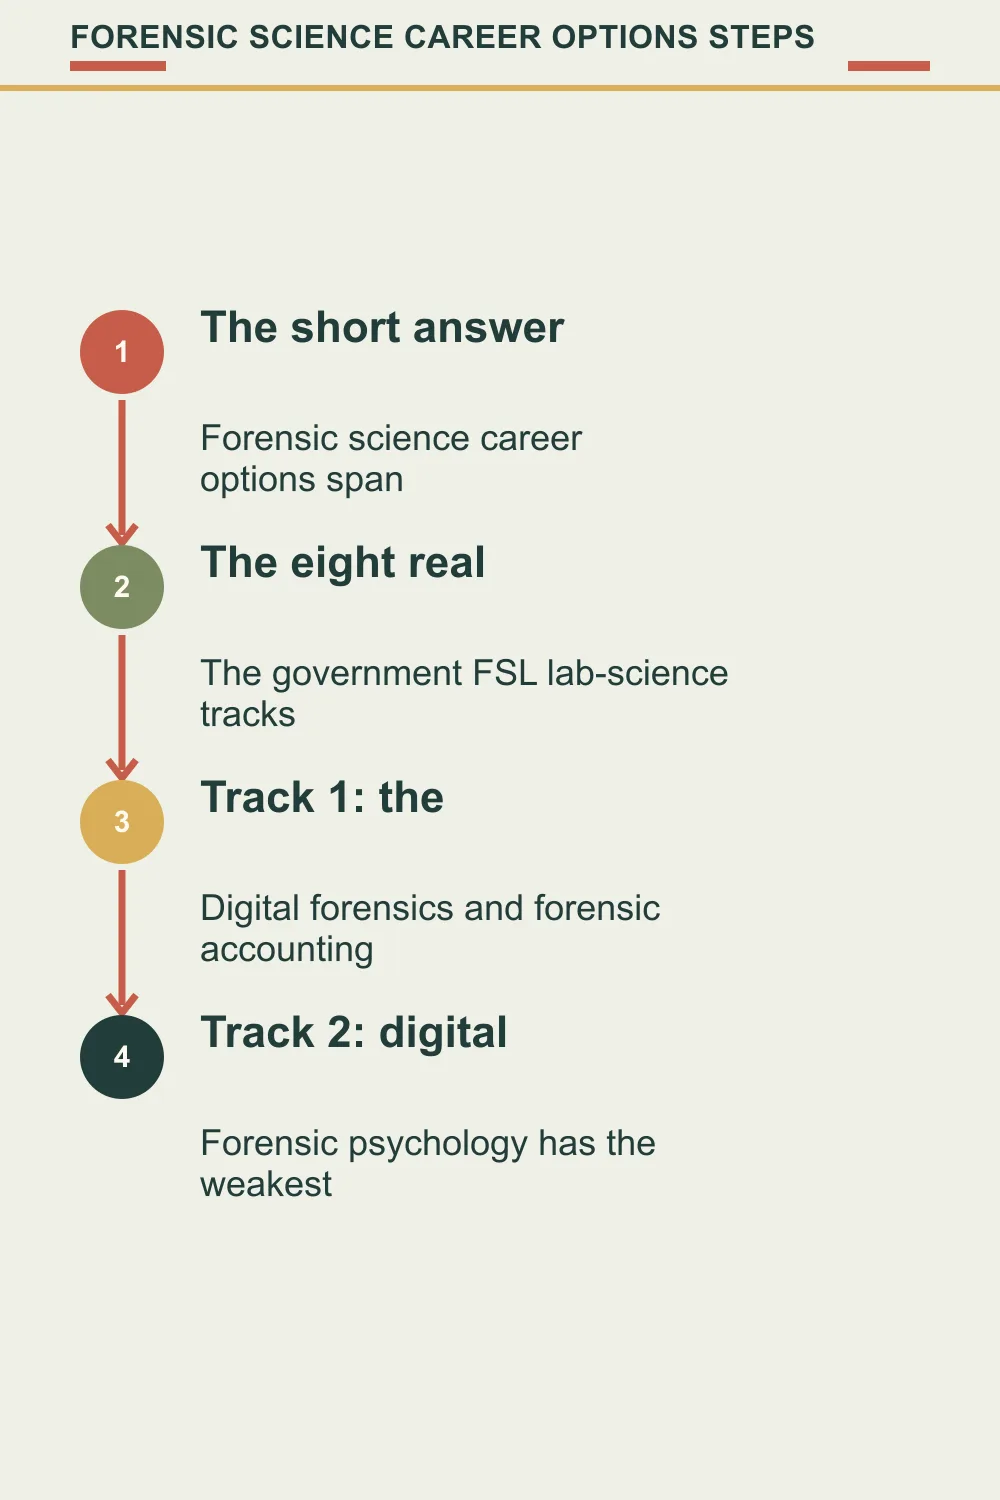 FORENSIC SCIENCE CAREER OPTIONS STEPS
1
The short answer
Forensic science career
options span
2
The eight real
The government FSL lab-science
tracks
3
Track 1: the
Digital forensics and forensic
accounting
4
Track 2: digital
Forensic psychology has the
weakest